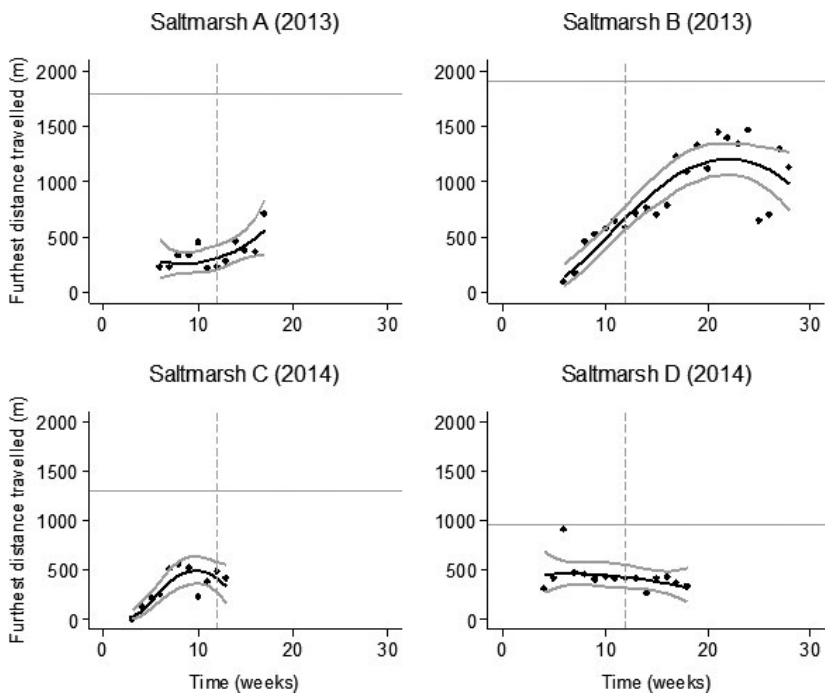 Saltmarsh A (2013)
Saltmarsh B (2013)
Furthest distance travelled (m)
2000
1500
1000
500
0
0 10 20 30
2000
1500
1000
500
0
0 10 20 30
Saltmarsh C (2014)
Saltmarsh D (2014)
Furthest distance travelled (m)
2000
1500
1000
500
0
0 10 20 30
Time (weeks)
2000
1500
1000
500
0
0 10 20 30
Time (weeks)